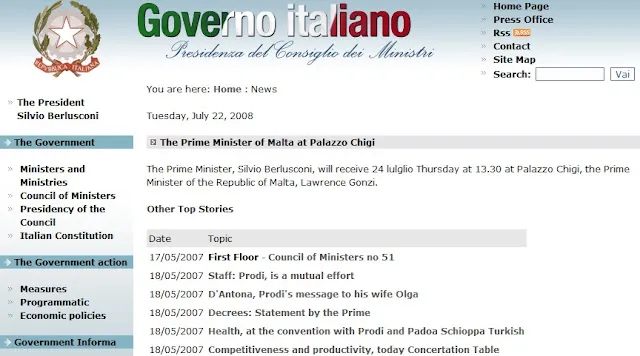 Governo italiano
Presidenza del Consiglio dei Ministri
REPVBBLICA ITALIANA
Home Page
Press Office
Rss RSS
Contact
Site Map
Search: Vai
You are here: Home : News
Tuesday, July 22, 2008
The President
Silvio Berlusconi
The Government
Ministers and
Ministries
Council of Ministers
Presidency of the
Council
Italian Constitution
The Government action
Measures
Programmatic
Economic policies
Government Informa
The Prime Minister of Malta at Palazzo Chigi
The Prime Minister, Silvio Berlusconi, will receive 24 lulglio Thursday at 13.30 at Palazzo Chigi, the Prime
Minister of the Republic of Malta, Lawrence Gonzi.
Other Top Stories
Date Topic
17/05/2007 First Floor - Council of Ministers no 51
18/05/2007 Staff: Prodi, is a mutual effort
18/05/2007 D'Antona, Prodi's message to his wife Olga
18/05/2007 Decrees: Statement by the Prime
18/05/2007 Health, at the convention with Prodi and Padoa Schioppa Turkish
18/05/2007 Competitiveness and productivity, today Concertation Table